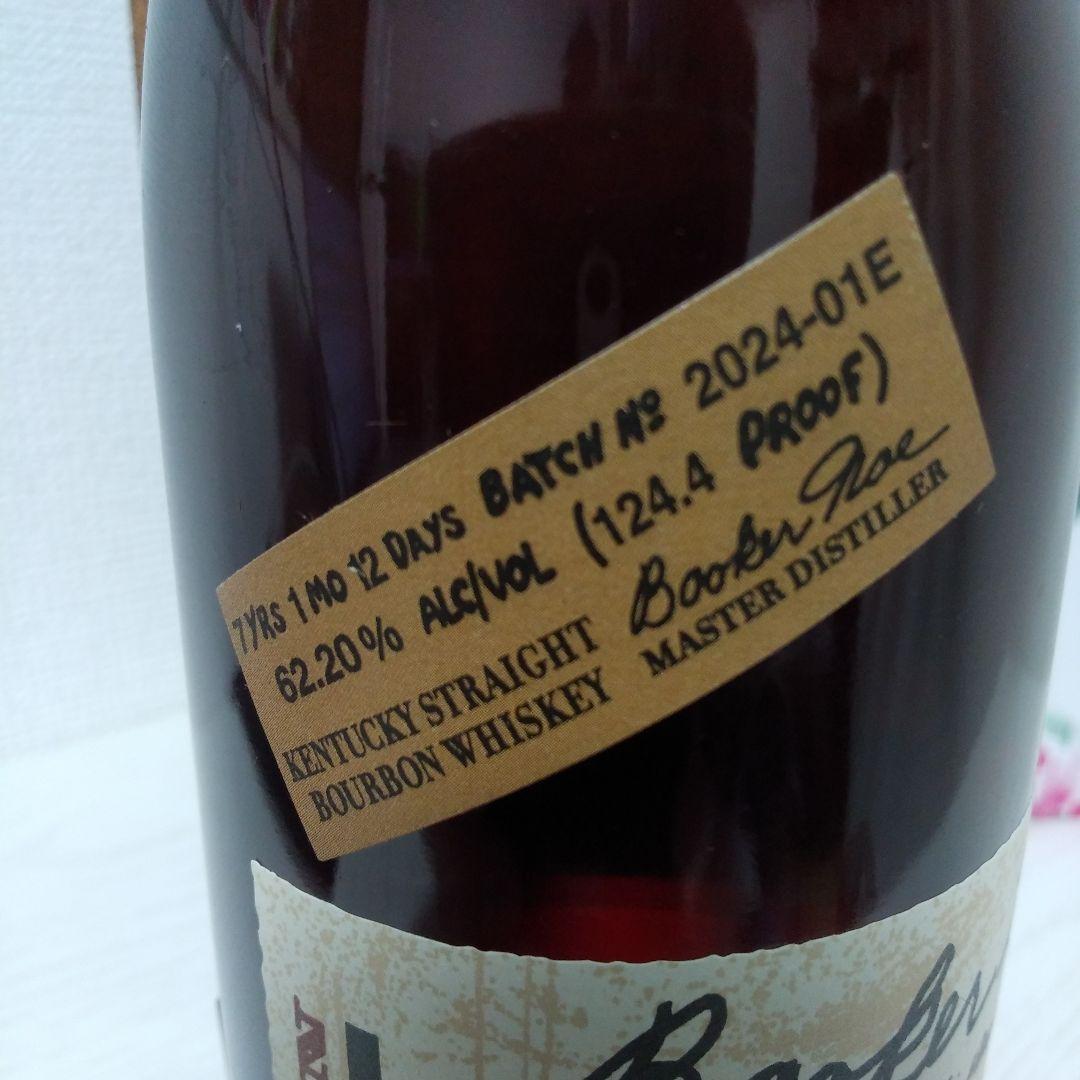 7 YRS 1 MO 12 DAYS BATCH Nº 2024-01E
62.20% ALC/VOL (124.4 PROOF)
KENTUCKY STRAIGHT
BOURBON WHISKEY
Booker Noe
MASTER DISTILLER
Booker